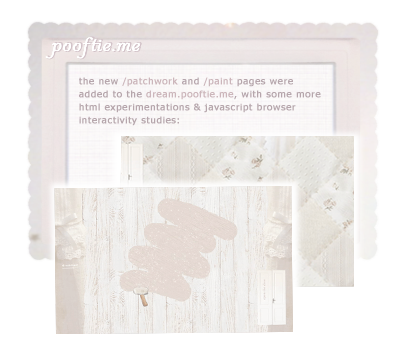 pooftie.me
the new /patchwork and /paint pages were
added to the dream.pooftie.me, with some more
html experimentations & javascript browser
interactivity studies: